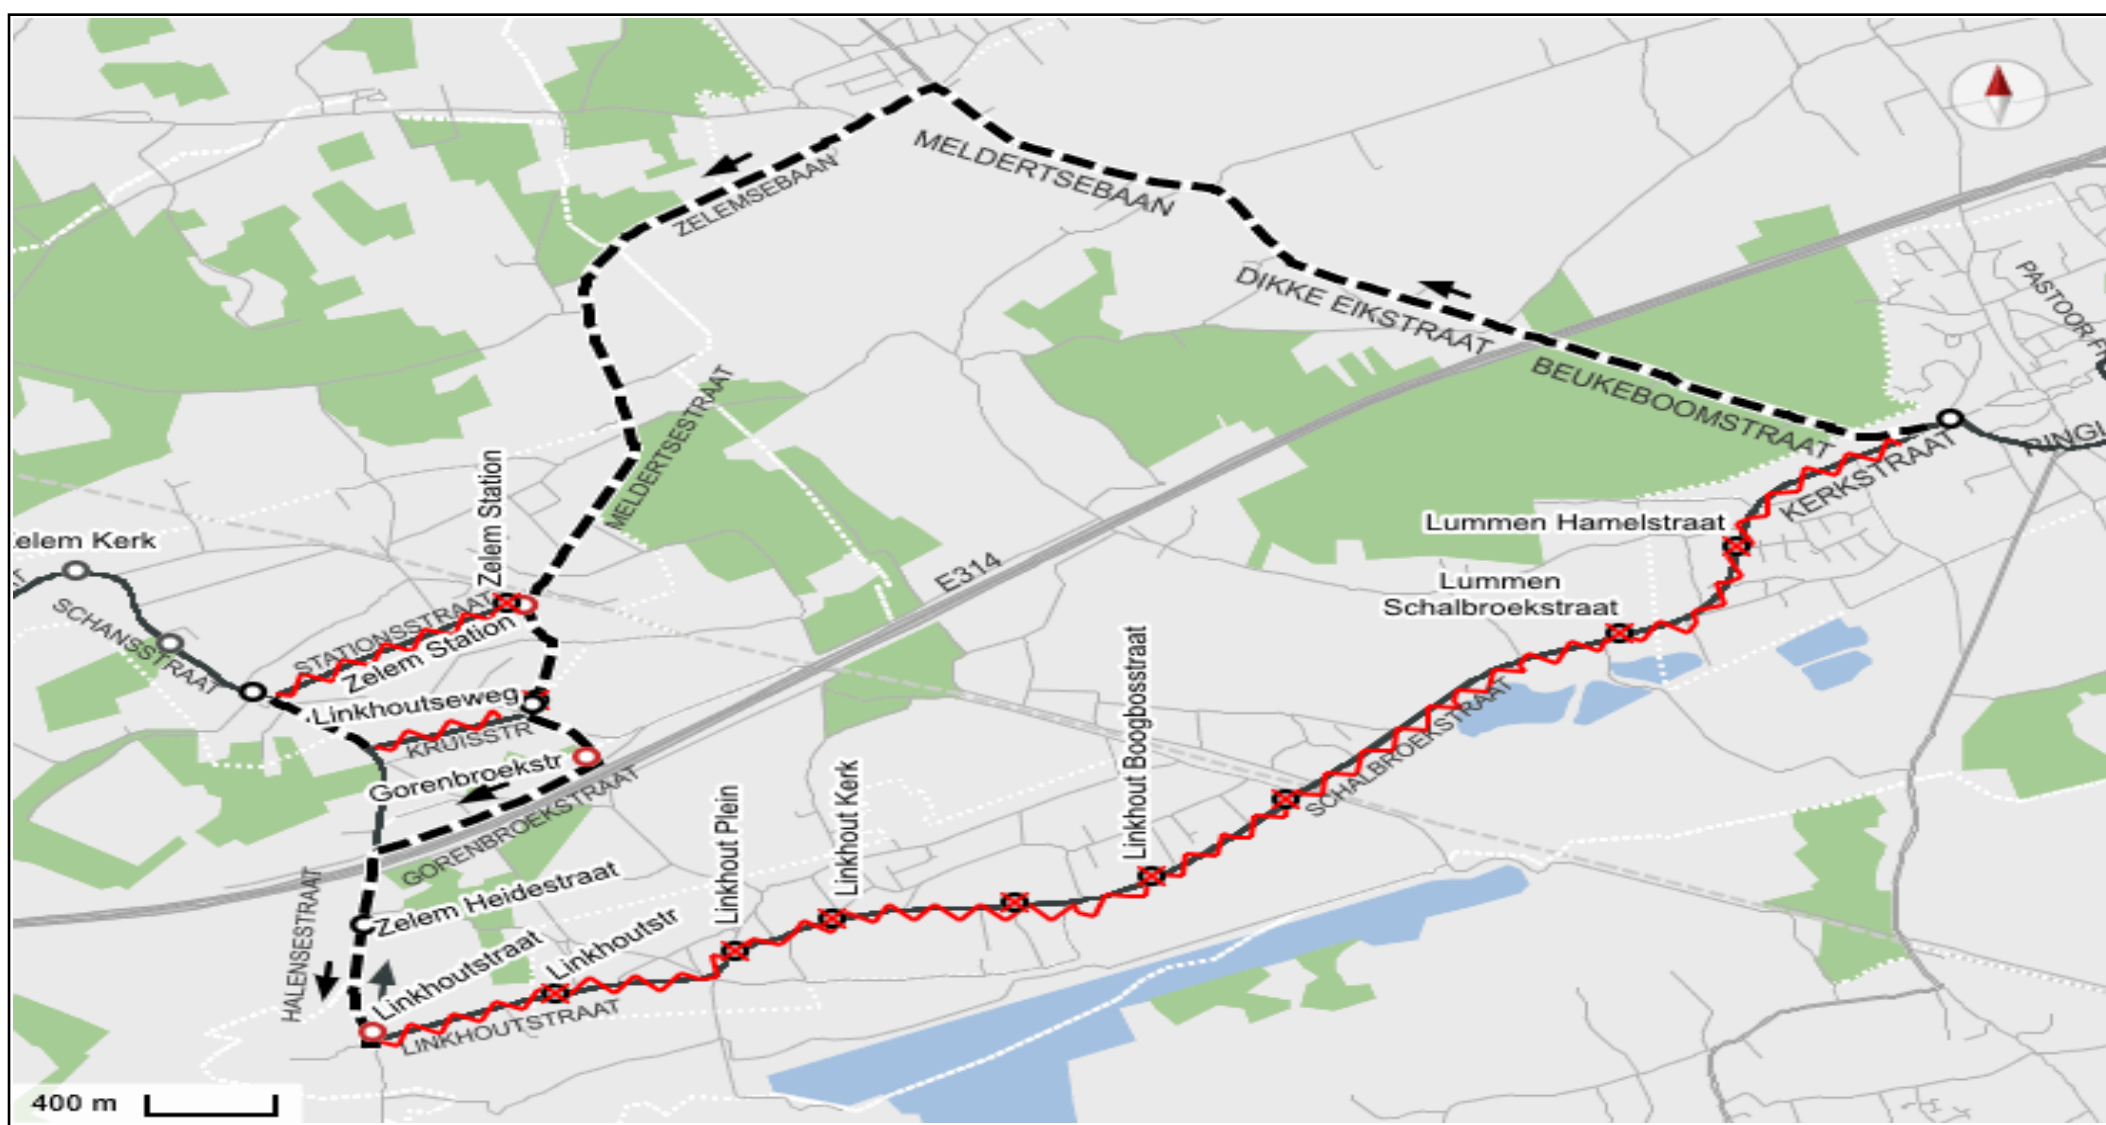 MELDERTSEBAAN
ZELEMSEBAAN
DIKKE EIKSTRAAT
BEUKEBOOMSTRAAT
PASTOOR
KERKSTRAAT
MELDERTSESTRAAT
E314
Zelem Station
elem Kerk
SCHANSSTRAAT
STATIONSSTRAAT
Zelem Station
Linkhoutseweg
KRUISSTR
Gorenbroekstr
GORENBROEKSTRAAT
Lummen Hamelstraat
Lummen
Schalbroekstraat
SCHALBROEKSTRAAT
Linkhout Boogbosstraat
Linkhout Kerk
Linkhout Plein
Zelem Heidestraat
HALENSESTRAAT
Linkhoutstraat
Linkhoutstr
LINKHOUTSTRAAT
400 m